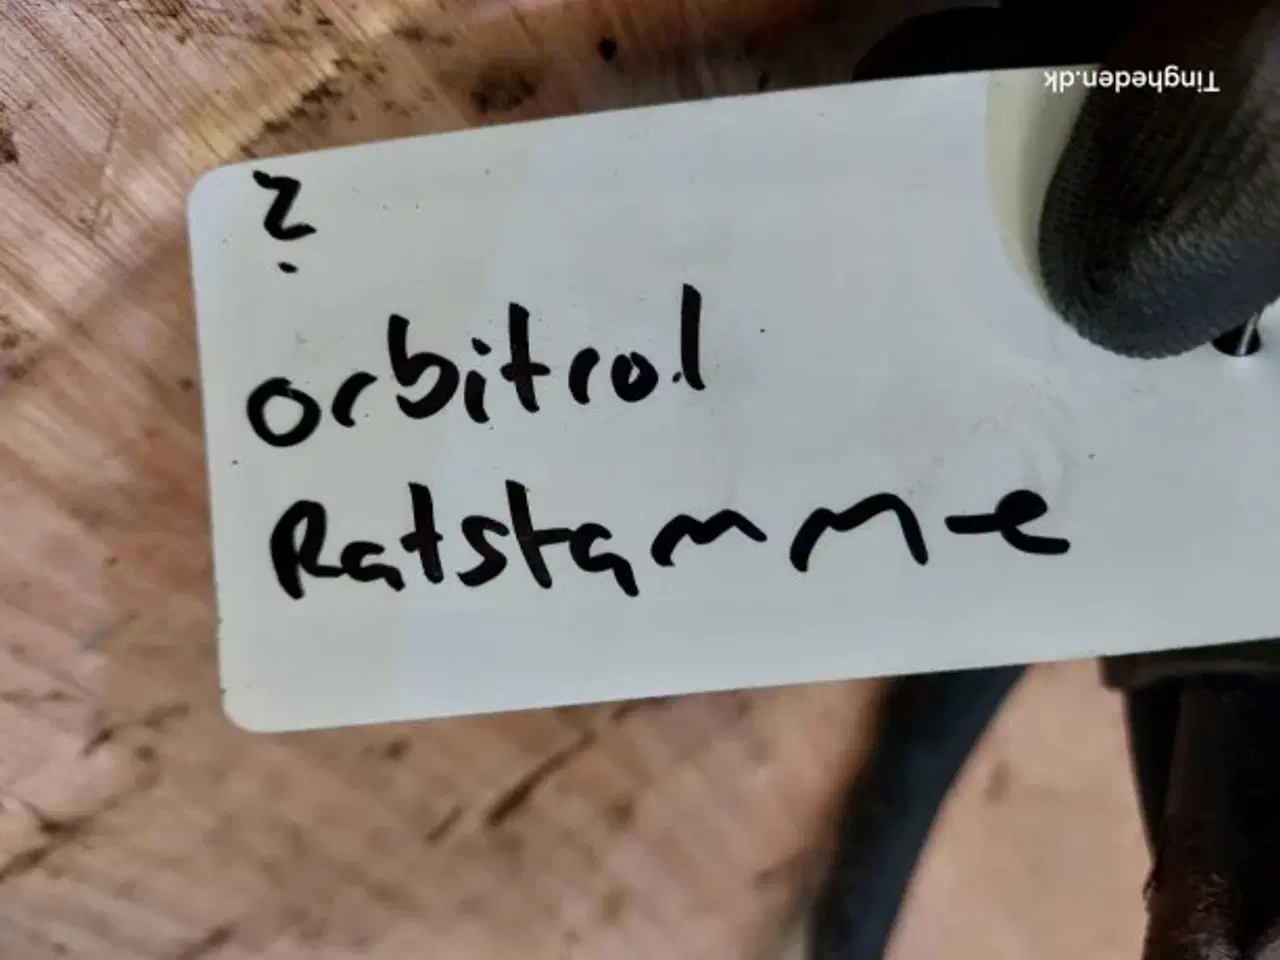 Tingheden.dk
?
orbitrol
Ratstamme